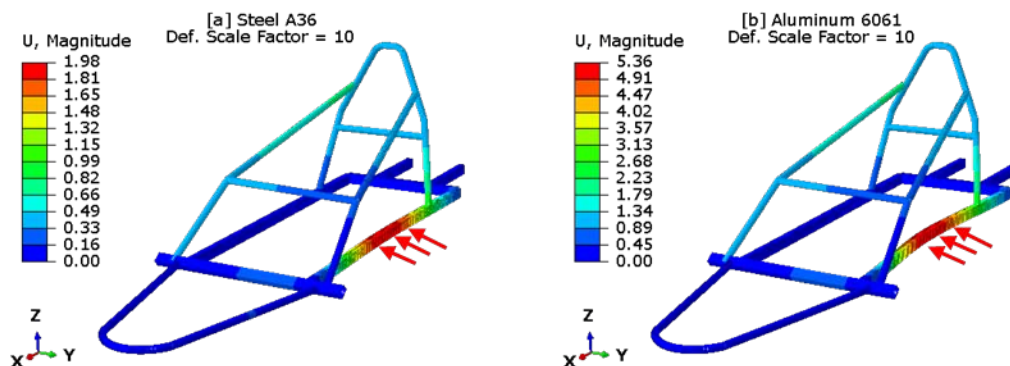 [a] Steel A36
Def. Scale Factor = 10
U, Magnitude
1.98
1.81
1.65
1.48
1.32
1.15
0.99
0.82
0.66
0.49
0.33
0.16
0.00
Z
X
Y
[b] Aluminum 6061
Def. Scale Factor = 10
U, Magnitude
5.36
4.91
4.47
4.02
3.57
3.13
2.68
2.23
1.79
1.34
0.89
0.45
0.00
Z
X
Y